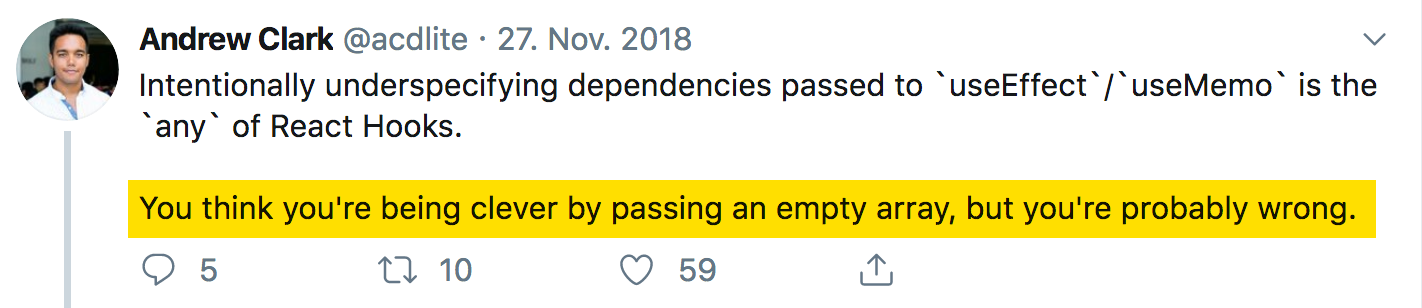 Andrew Clark @acdlite · 27. Nov. 2018
Intentionally underspecifying dependencies passed to `useEffect`/`useMemo` is the
`any` of React Hooks.
You think you're being clever by passing an empty array, but you're probably wrong.
5 10 59